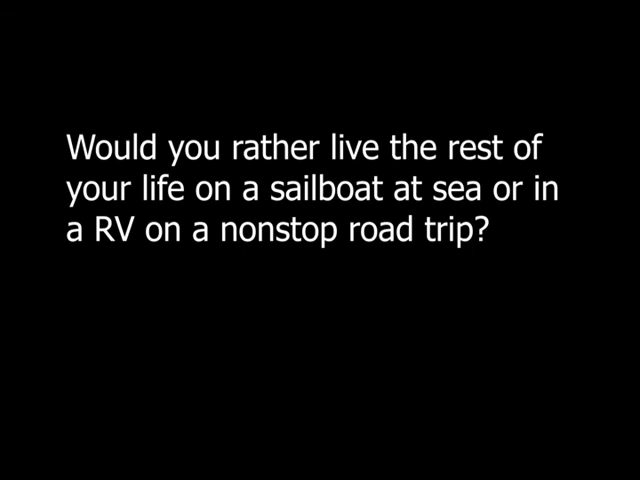 Would you rather live the rest of
your life on a sailboat at sea or in
a RV on a nonstop road trip?